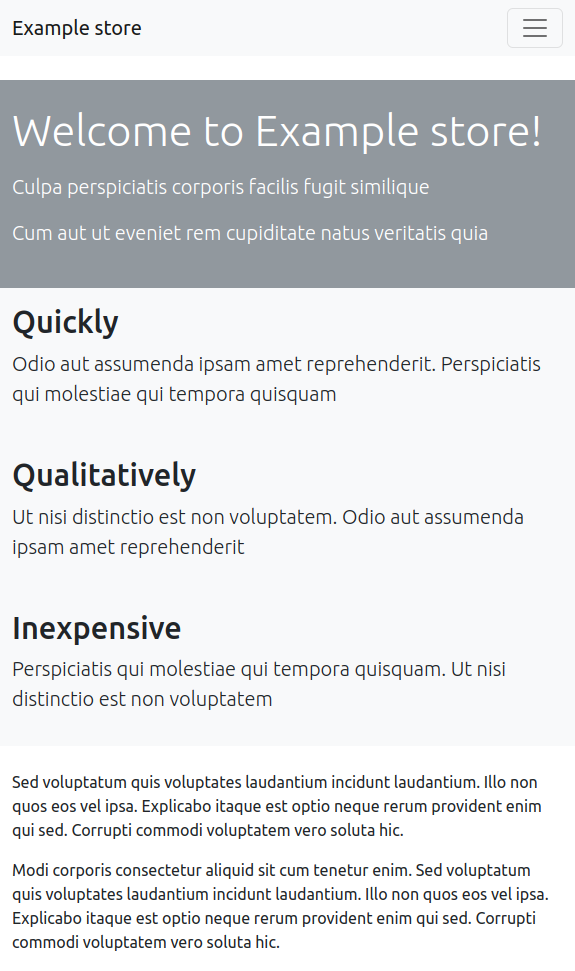 Example store
Welcome to Example store!
Culpa perspiciatis corporis facilis fugit similique
Cum aut ut eveniet rem cupiditate natus veritatis quia
Quickly
Odio aut assumenda ipsam amet reprehenderit. Perspiciatis
qui molestiae qui tempora quisquam
Qualitatively
Ut nisi distinctio est non voluptatem. Odio aut assumenda
ipsam amet reprehenderit
Inexpensive
Perspiciatis qui molestiae qui tempora quisquam. Ut nisi
distinctio est non voluptatem
Sed voluptatum quis voluptates laudantium incidunt laudantium. Illo non
quos eos vel ipsa. Explicabo itaque est optio neque rerum provident enim
qui sed. Corrupti commodi voluptatem vero soluta hic.
Modi corporis consectetur aliquid sit cum tenetur enim. Sed voluptatum
quis voluptates laudantium incidunt laudantium. Illo non quos eos vel ipsa.
Explicabo itaque est optio neque rerum provident enim qui sed. Corrupti
commodi voluptatem vero soluta hic.